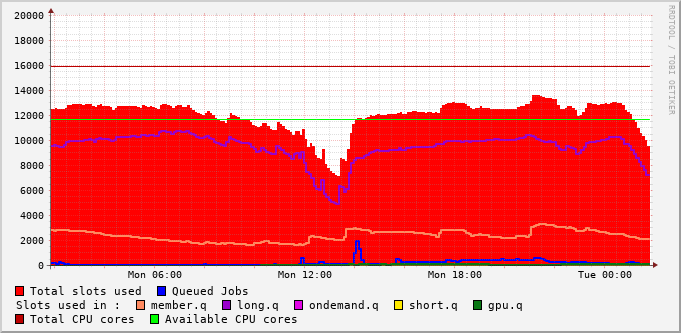 20000
18000
16000
14000
12000
10000
8000
6000
4000
2000
0
Mon 06:00 Mon 12:00 Mon 18:00 Tue 00:00
Total slots used Queued Jobs
Slots used in : member.q long.q ondemand.q short.q gpu.q
Total CPU cores Available CPU cores
RRDTOOL / TOBI OETIKER